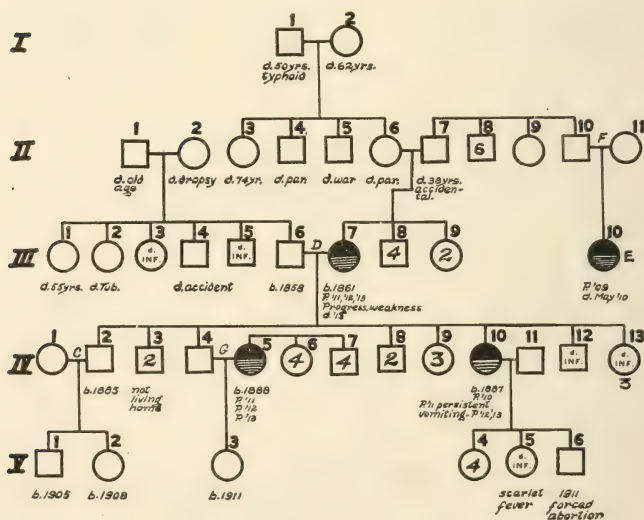 I
1 2
d. 50 yrs. typhoid
d. 62 yrs.
II
1 2 3 4 5 6 7 8 9 10 F 11
6
d. old age
d. dropsy
d. 74 yr.
d. par.
d. war
d. par.
d. 38 yrs. accidental.
III
1 2 3 4 5 6 D 7 8 9 10
d. INF.
d. INF.
4 2 E
d. 55 yrs.
d. Tub.
d. accident
b. 1858
b. 1861
P. '11, '12, '13
Progress. weakness
d. '13
P. '09
d. May '10
IV
1 C 2 3 4 G 5 6 7 8 9 10 11 12 13
2 4 4 2 3
d. INF.
d. INF.
3
b. 1885
not living home
b. 1888
P. '11
P. '12
P. '13
b. 1887
P. '10
P. '11 persistent vomiting - P. '12, '13
V
1 2 3 4 5 6
4
d. INF.
b. 1905
b. 1908
b. 1911
scarlet fever
1911
forced abortion